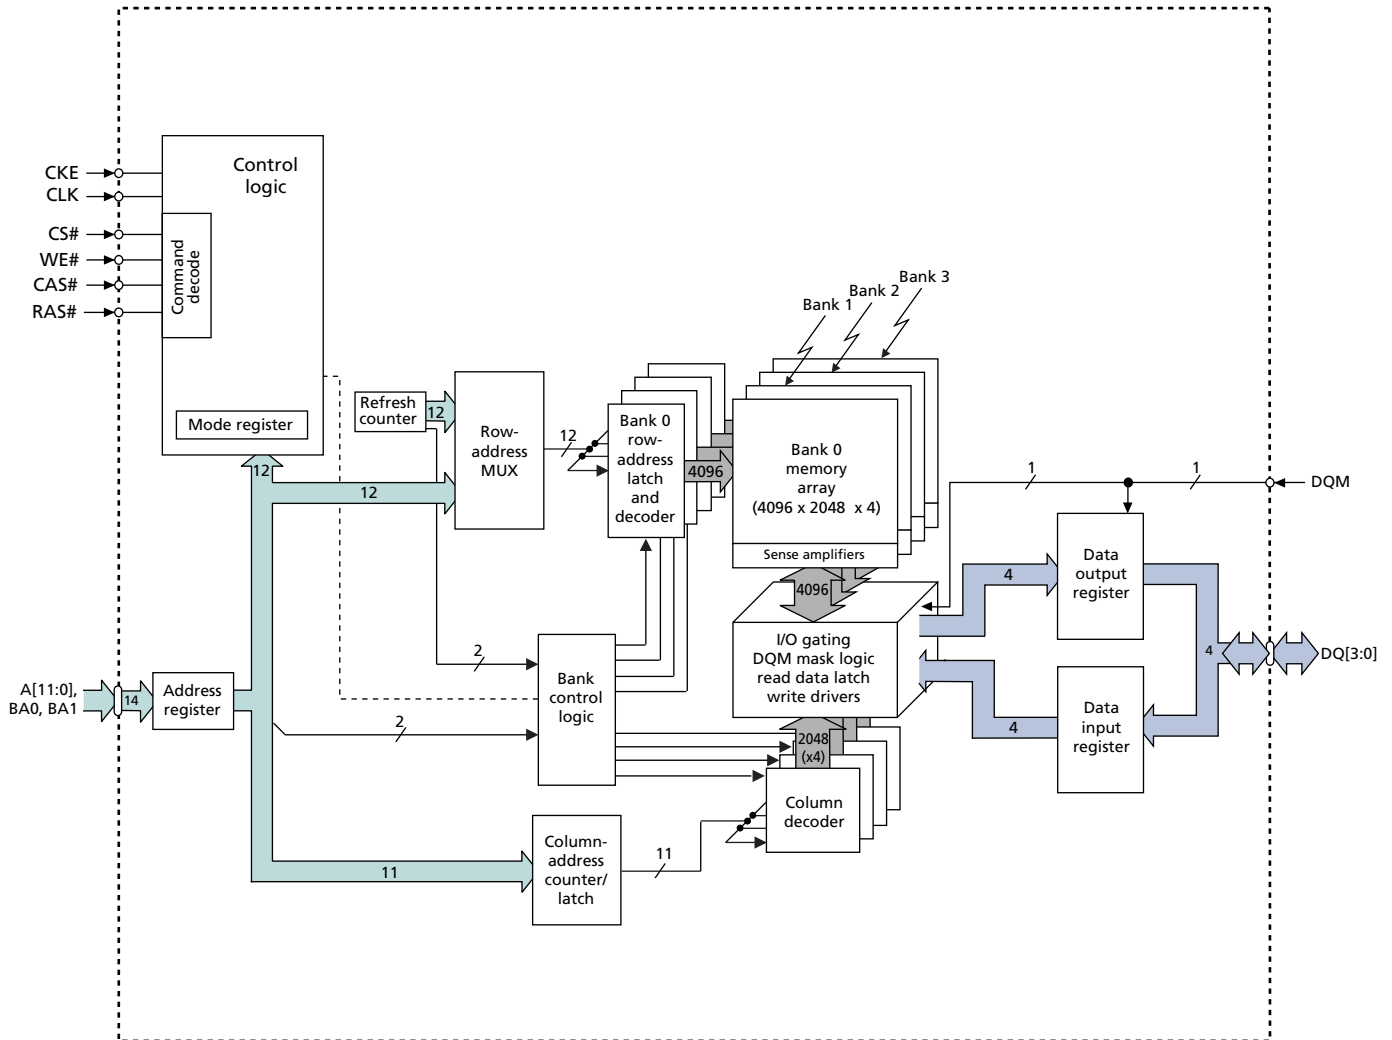 CKE
CLK
CS#
WE#
CAS#
RAS#
Control
logic
Command
decode
Mode register
12
Refresh
counter
12
12
Row-
address
MUX
12
Bank 0
row-
address
latch
and
decoder
4096
Bank 1
Bank 2
Bank 3
Bank 0
memory
array
(4096 x 2048 x 4)
Sense amplifiers
4096
I/O gating
DQM mask logic
read data latch
write drivers
2048
(x4)
Column
decoder
1
1
DQM
Data
output
register
4
4
DQ[3:0]
Data
input
register
4
A[11:0],
BA0, BA1
14
Address
register
2
2
Bank
control
logic
11
Column-
address
counter/
latch
11